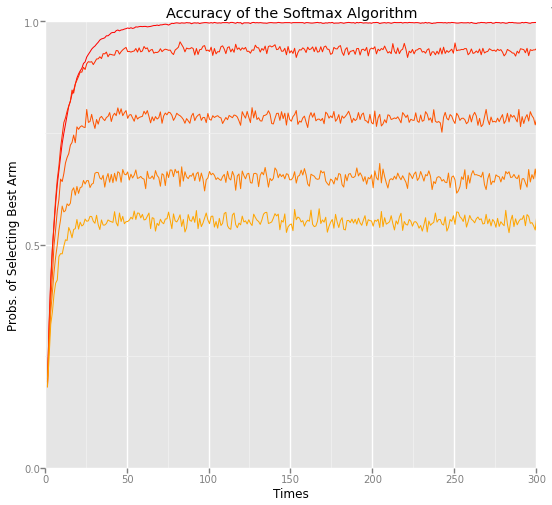 Accuracy of the Softmax Algorithm
Probs. of Selecting Best Arm
1.0
0.5
0.0
0 50 100 150 200 250 300
Times